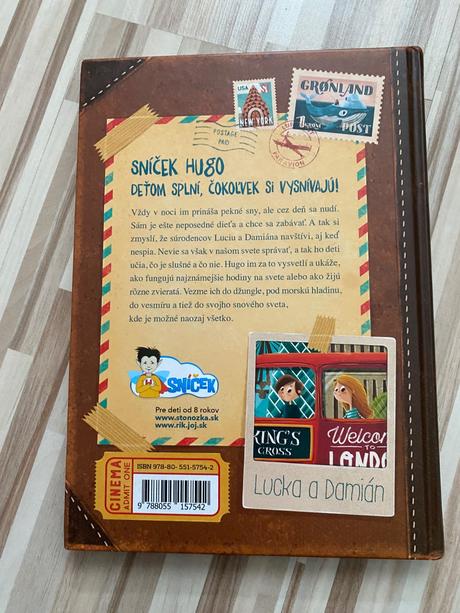 USA
NEW YORK
GRØNLAND
POST
POSTAGE
PAID
PAR AVION
SNÍČEK HUGO
DEŤOM SPLNÍ, ČOKOĽVEK SI VYSNÍVAJÚ!
Vždy v noci im prináša pekné sny, ale cez deň sa nudí.
Sám je ešte neposedné dieťa a chce sa zabávať. A tak si
zmyslí, že súrodencov Luciu a Damiána navštívi, aj keď
nespia. Nevie sa však v našom svete správať, a tak ho deti
učia, čo je slušné a čo nie. Hugo im za to vysvetlí a ukáže,
ako fungujú najznámejšie hodiny na svete alebo ako žijú
rôzne zvieratá. Vezme ich do džungle, pod morskú hladinu,
do vesmíru a tiež do svojho snového sveta,
kde je možné naozaj všetko.
SNÍČEK
Pre deti od 8 rokov
www.stonozka.sk
www.rik.joj.sk
KING'S
CROSS
WELCOME
TO
LONDO
Lucka a Damián
CINEMA
ADMIT ONE
ISBN 978-80-551-5754-2
9 788055 157542